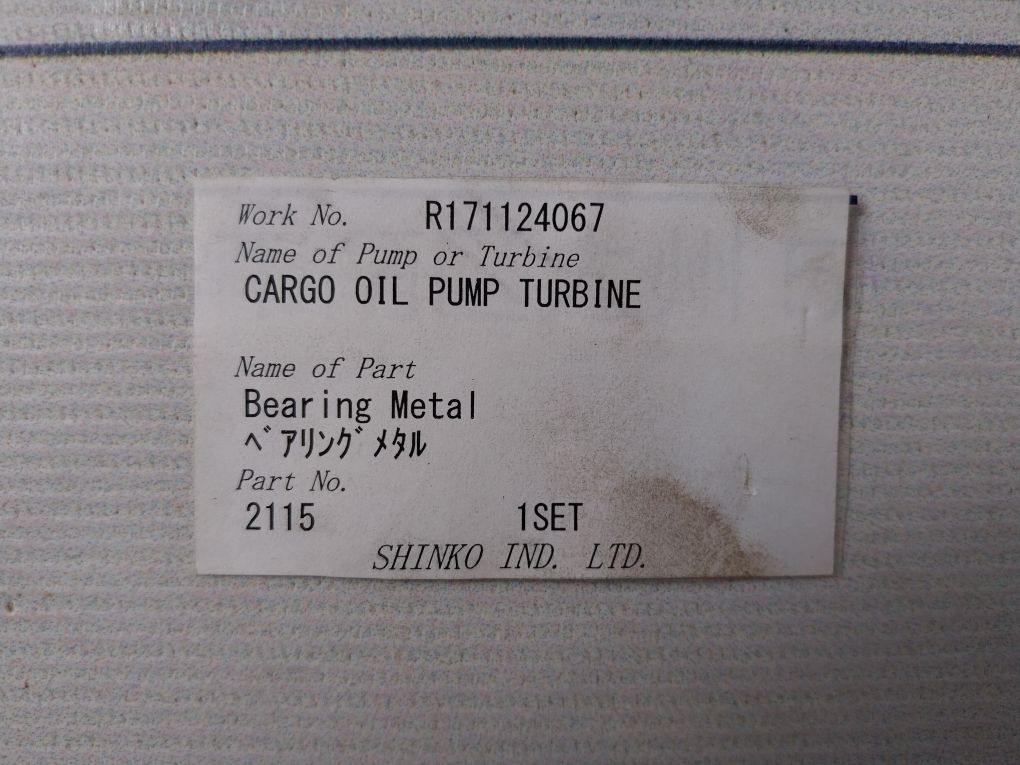 Work No. R171124067
Name of Pump or Turbine
CARGO OIL PUMP TURBINE
Name of Part
Bearing Metal
ﾍﾞｱﾘﾝｸﾞﾒﾀﾙ
Part No.
2115 1SET
SHINKO IND. LTD.